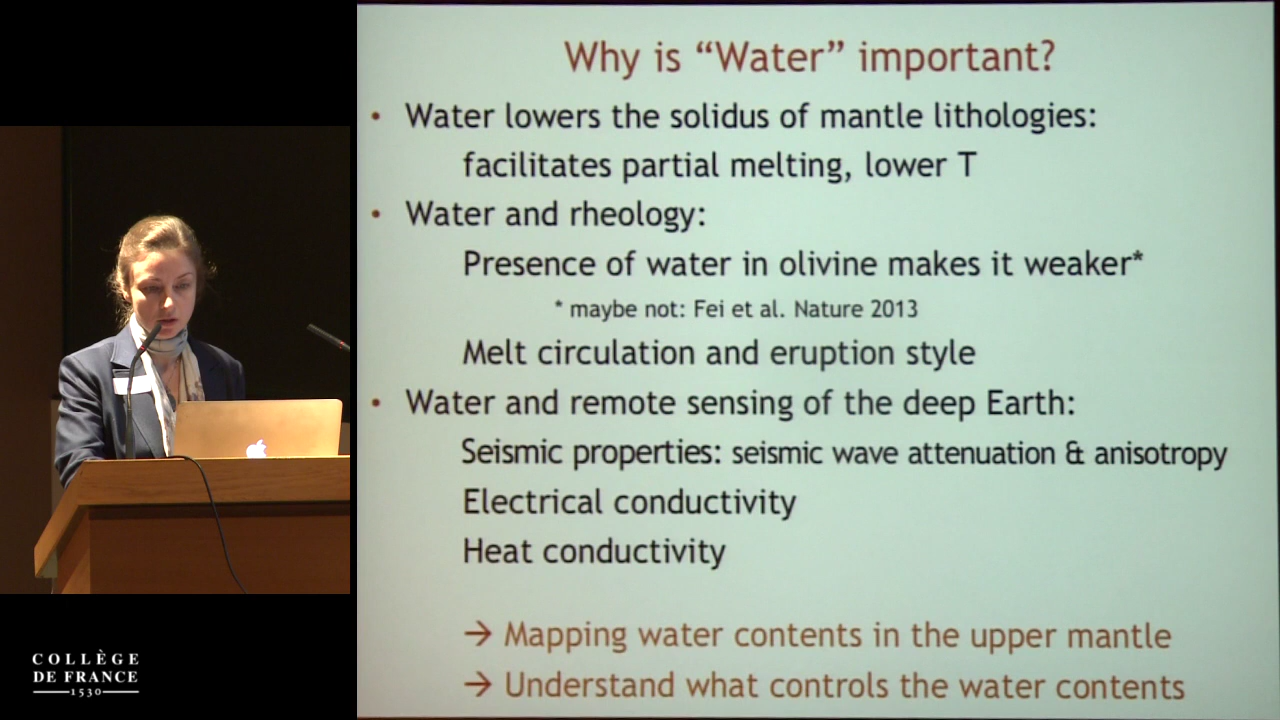 Why is “Water” important?
• Water lowers the solidus of mantle lithologies:
facilitates partial melting, lower T
• Water and rheology:
Presence of water in olivine makes it weaker*
* maybe not: Fei et al. Nature 2013
Melt circulation and eruption style
• Water and remote sensing of the deep Earth:
Seismic properties: seismic wave attenuation & anisotropy
Electrical conductivity
Heat conductivity
→ Mapping water contents in the upper mantle
→ Understand what controls the water contents
COLLÈGE
DE FRANCE
1530